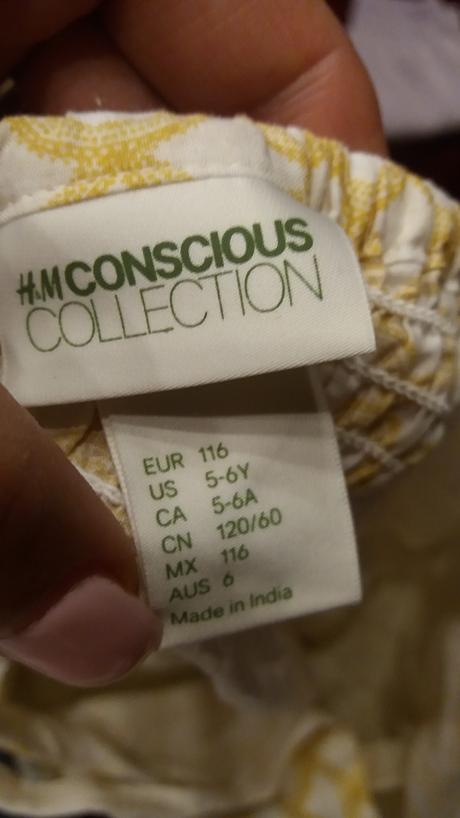 H&M CONSCIOUS
COLLECTION
EUR 116
US 5-6Y
CA 5-6A
CN 120/60
MX 116
AUS 6
Made in India